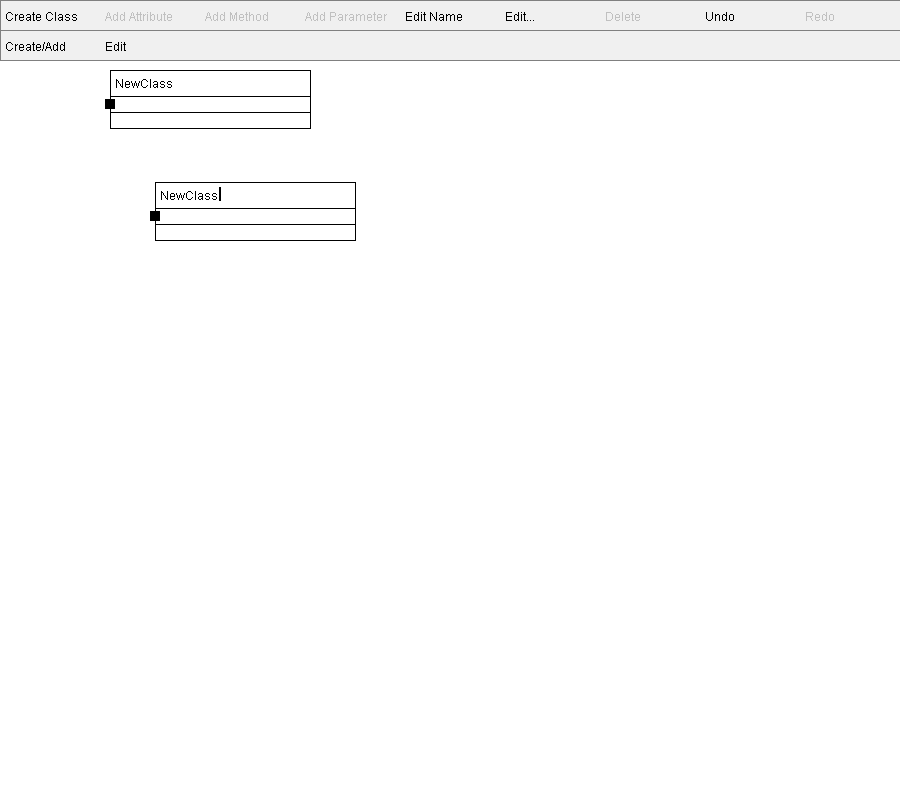 Create Class Add Attribute Add Method Add Parameter Edit Name Edit... Delete Undo Redo
Create/Add Edit
NewClass
NewClass